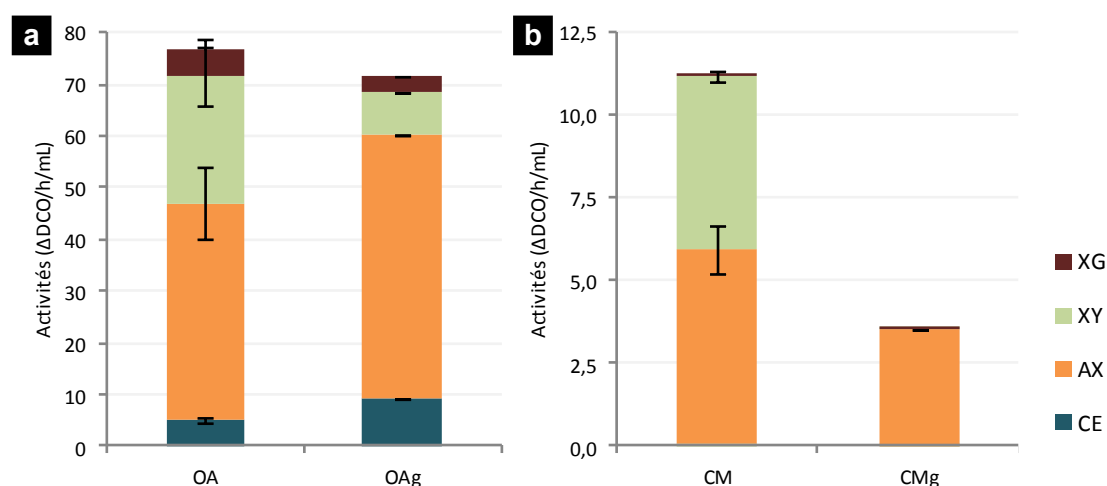 a
Activités (ΔDCO/h/mL)
80
70
60
50
40
30
20
10
0
OA
OAg
b
Activités (ΔDCO/h/mL)
12,5
10,0
7,5
5,0
2,5
0,0
CM
CMg
XG
XY
AX
CE